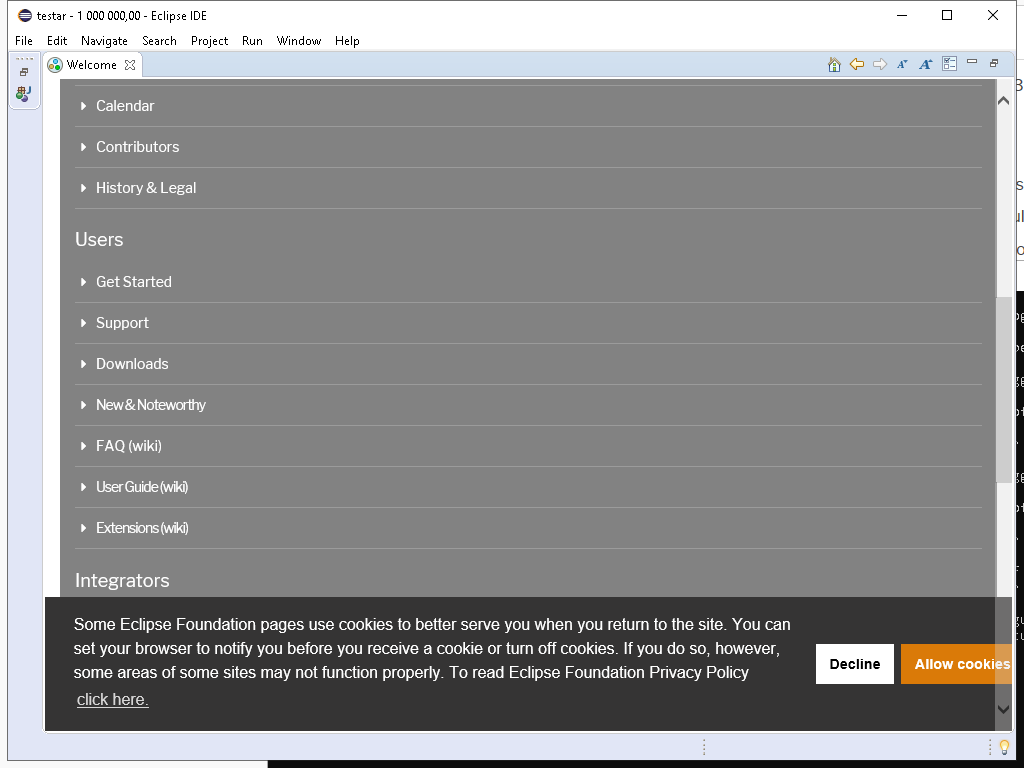 testar - 1 000 000,00 - Eclipse IDE
File Edit Navigate Search Project Run Window Help
Welcome
Calendar
Contributors
History & Legal
Users
Get Started
Support
Downloads
New & Noteworthy
FAQ (wiki)
User Guide (wiki)
Extensions (wiki)
Integrators
Some Eclipse Foundation pages use cookies to better serve you when you return to the site. You can
set your browser to notify you before you receive a cookie or turn off cookies. If you do so, however,
some areas of some sites may not function properly. To read Eclipse Foundation Privacy Policy
click here.
Decline
Allow cookies